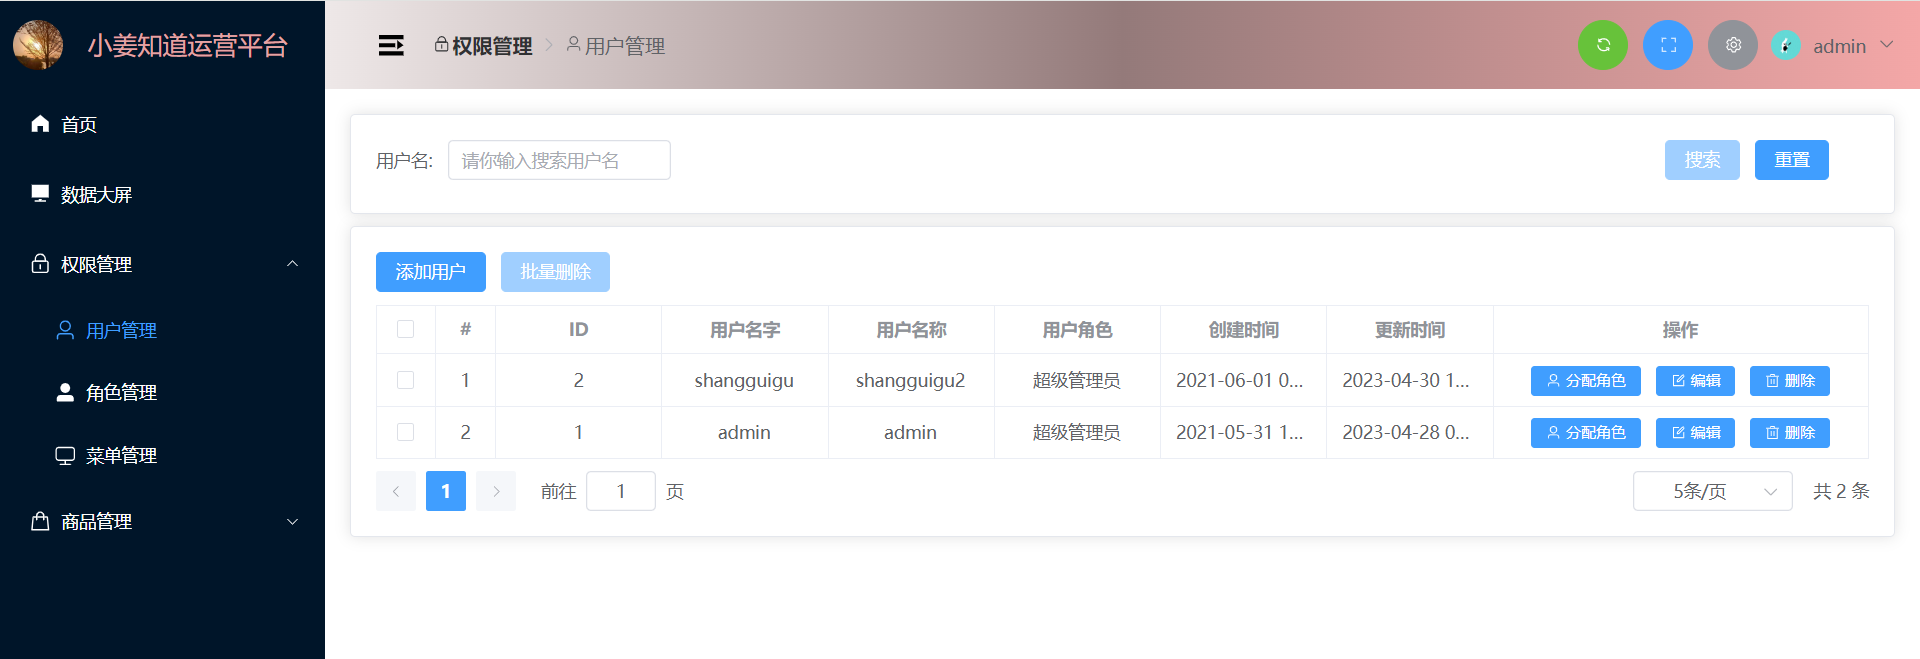 小姜知道运营平台
首页
数据大屏
权限管理
用户管理
角色管理
菜单管理
商品管理
权限管理 用户管理 admin
用户名: 请你输入搜索用户名 搜索 重置
添加用户 批量删除
# ID 用户名字 用户名称 用户角色 创建时间 更新时间 操作
1 2 shangguigu shangguigu2 超级管理员 2021-06-01 0... 2023-04-30 1... 分配角色 编辑 删除
2 1 admin admin 超级管理员 2021-05-31 1... 2023-04-28 0... 分配角色 编辑 删除
1 前往 1 页 5条/页 共 2 条